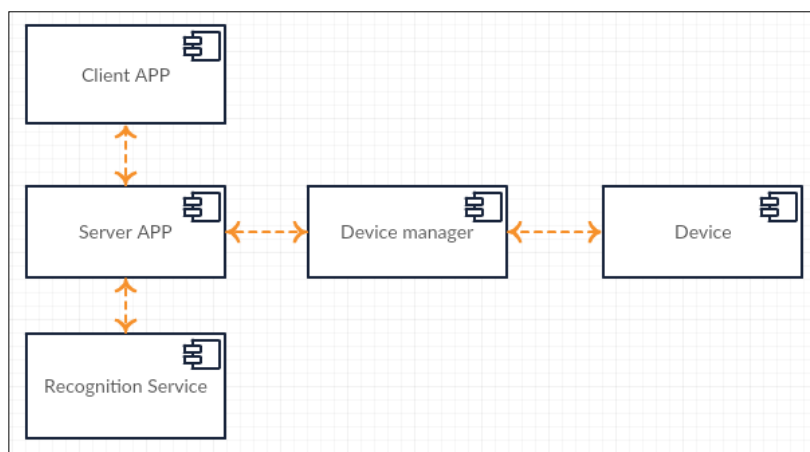 Client APP
Server APP
Device manager
Device
Recognition Service